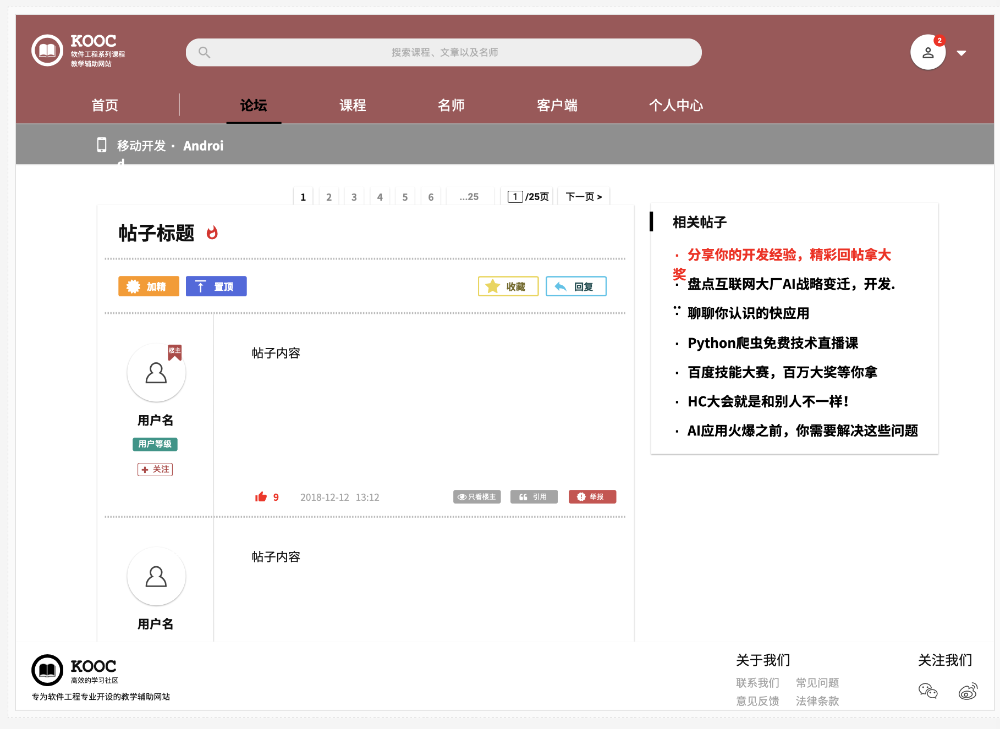 KOOC
软件工程系列课程
教学辅助网站
搜索课程、文章以及名师
2
首页
论坛
课程
名师
客户端
个人中心
移动开发 · Androi
d
1 2 3 4 5 6 ...25 1 /25页 下一页 >
帖子标题
加精
置顶
收藏
回复
楼主
帖子内容
用户名
用户等级
+ 关注
9 2018-12-12 13:12
只看楼主
引用
举报
帖子内容
用户名
相关帖子
· 分享你的开发经验，精彩回帖拿大
奖
· 盘点互联网大厂AI战略变迁，开发.
..
· 聊聊你认识的快应用
· Python爬虫免费技术直播课
· 百度技能大赛，百万大奖等你拿
· HC大会就是和别人不一样！
· AI应用火爆之前，你需要解决这些问题
KOOC
高效的学习社区
专为软件工程专业开设的教学辅助网站
关于我们
联系我们 常见问题
意见反馈 法律条款
关注我们